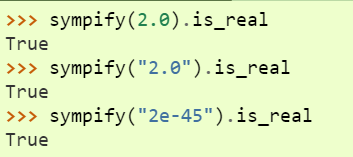 >>> sympify(2.0).is_real
True
>>> sympify("2.0").is_real
True
>>> sympify("2e-45").is_real
True